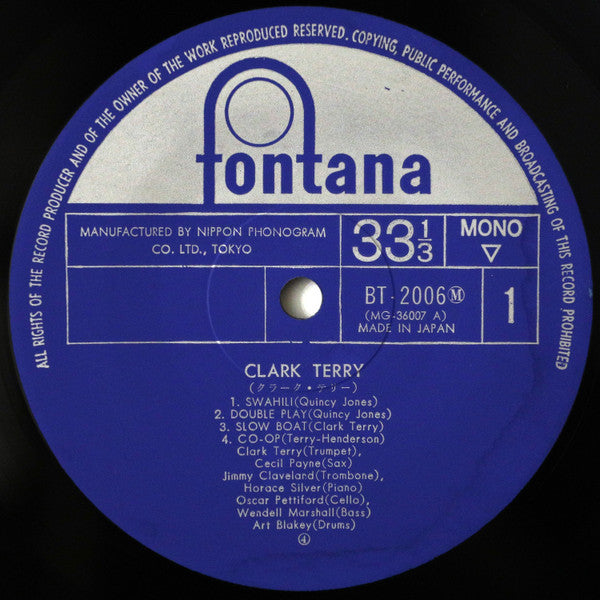 ALL RIGHTS OF THE RECORD PRODUCER AND OF THE OWNER OF THE WORK REPRODUCED RESERVED. COPYING, PUBLIC PERFORMANCE AND BROADCASTING OF THIS RECORD PROHIBITED
fontana
MANUFACTURED BY NIPPON PHONOGRAM
CO. LTD., TOKYO
33 1/3
MONO
▽
BT-2006 Ⓜ
(MG-36007 A)
MADE IN JAPAN
1
CLARK TERRY
(クラーク・テリー)
1. SWAHILI(Quincy Jones)
2. DOUBLE PLAY(Quincy Jones)
3. SLOW BOAT(Clark Terry)
4. CO-OP(Terry-Henderson)
Clark Terry(Trumpet),
Cecil Payne(Sax)
Jimmy Cleveland(Trombone),
Horace Silver(Piano)
Oscar Pettiford(Cello),
Wendell Marshall(Bass)
Art Blakey(Drums)
④